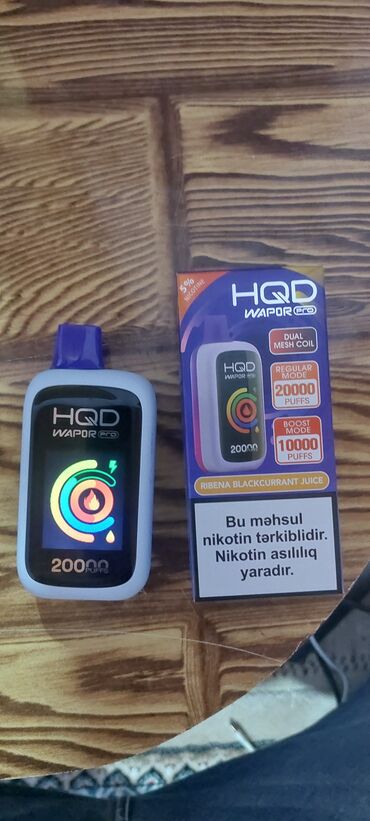 HQD
WAPOR PRO
20000
PUFFS
5%
NICOTINE
HQD
WAPOR PRO
DUAL
MESH COIL
REGULAR
MODE
20000
PUFFS
BOOST
MODE
10000
PUFFS
20000
RIBENA BLACKCURRANT JUICE
Bu məhsul
nikotin tərkiblidir.
Nikotin asılılıq
yaradır.